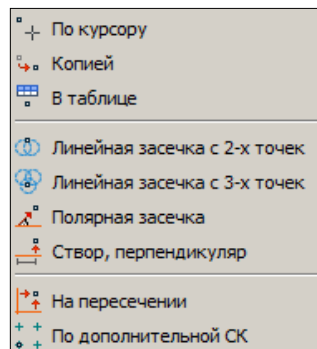 По курсору
Копией
В таблице
Линейная засечка с 2-х точек
Линейная засечка с 3-х точек
Полярная засечка
Створ, перпендикуляр
На пересечении
По дополнительной СК